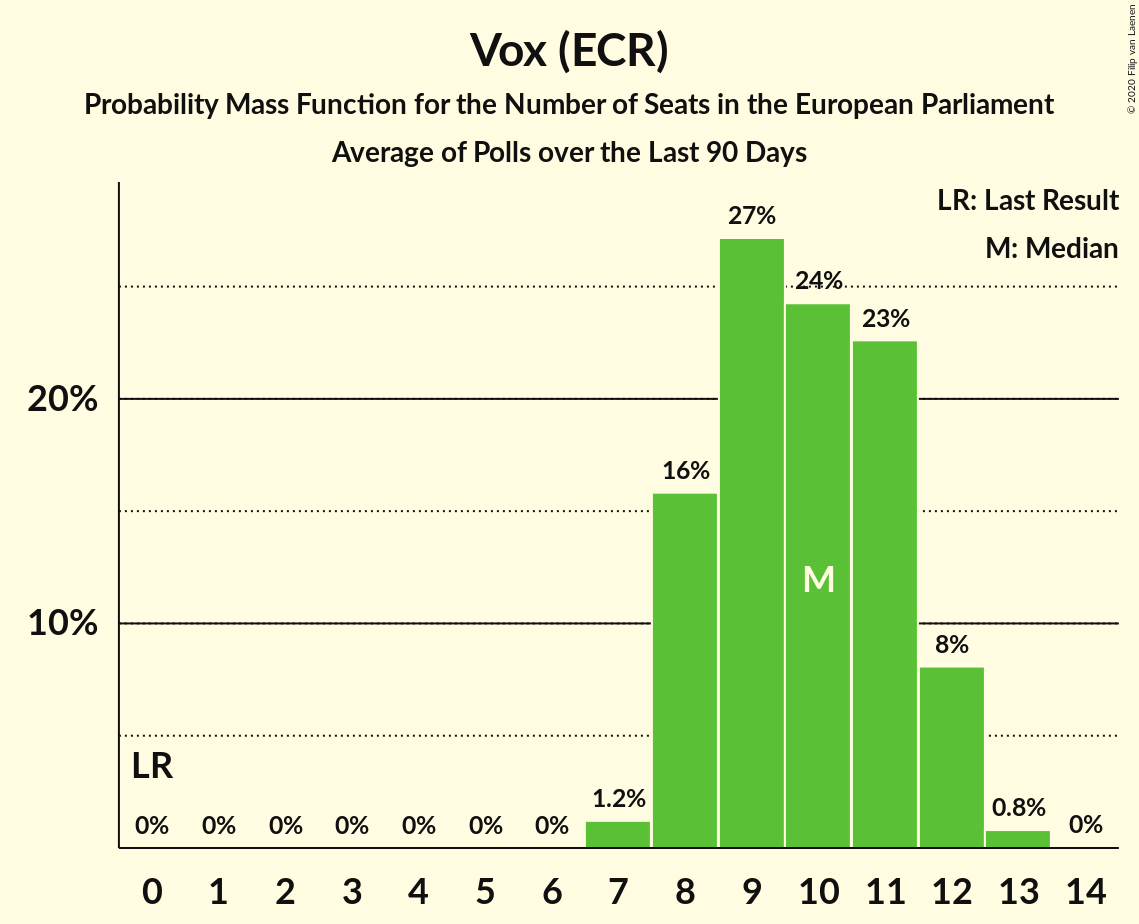 Vox (ECR)
Probability Mass Function for the Number of Seats in the European Parliament
Average of Polls over the Last 90 Days
© 2020 Filip van Laenen
LR: Last Result
M: Median
27%
24%
23%
20%
16%
M
10%
8%
LR
1.2%
0.8%
0% 0% 0% 0% 0% 0% 0% 0%
0 1 2 3 4 5 6 7 8 9 10 11 12 13 14